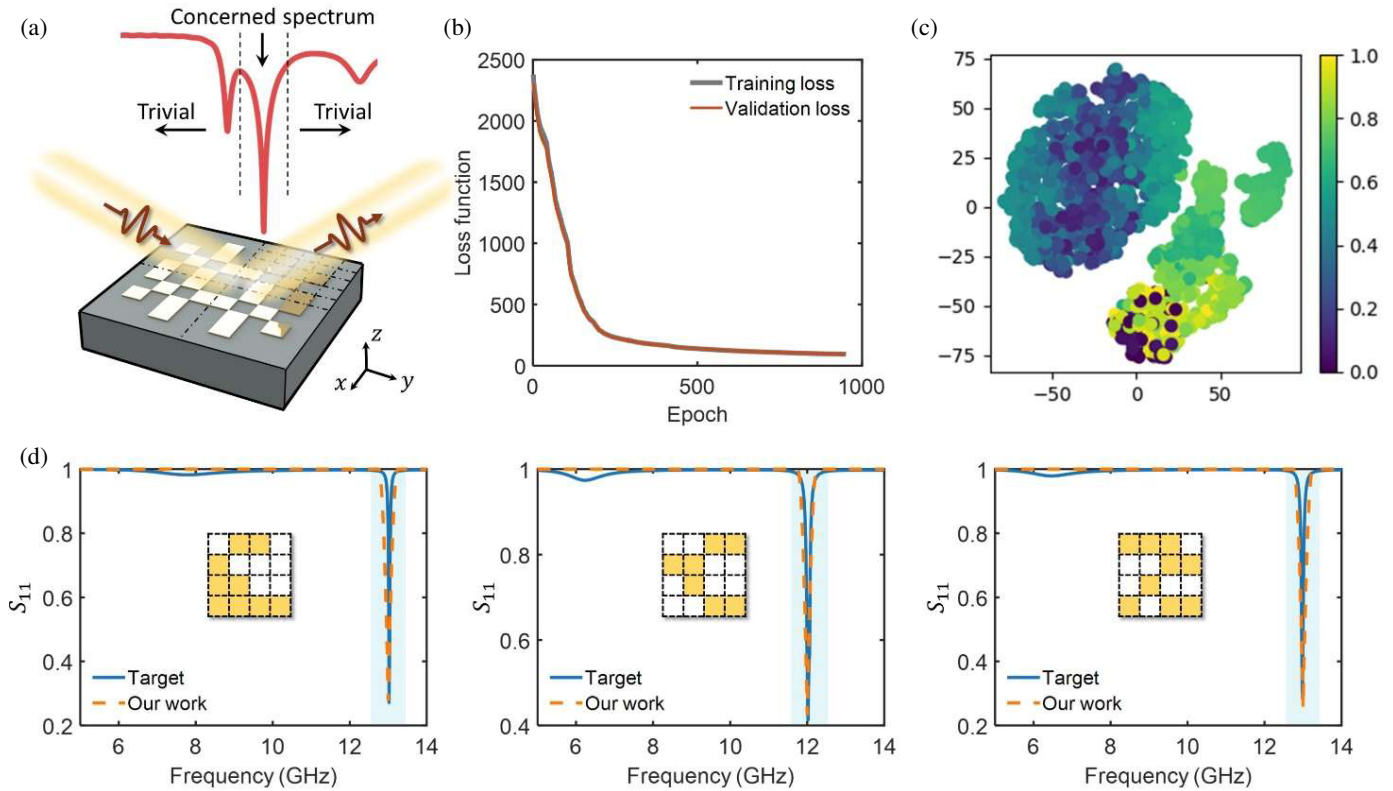 (a)
Concerned spectrum
Trivial
Trivial
z
x
y
(b)
2500
2000
1500
1000
500
0
Loss function
Training loss
Validation loss
0
500
1000
Epoch
(c)
75
50
25
0
−25
−50
−75
−50
0
50
1.0
0.8
0.6
0.4
0.2
0.0
(d)
1
0.8
0.6
0.4
0.2
S11
Target
Our work
6
8
10
12
14
Frequency (GHz)
1
0.8
0.6
0.4
S11
Target
Our work
6
8
10
12
14
Frequency (GHz)
1
0.8
0.6
0.4
0.2
S11
Target
Our work
6
8
10
12
14
Frequency (GHz)